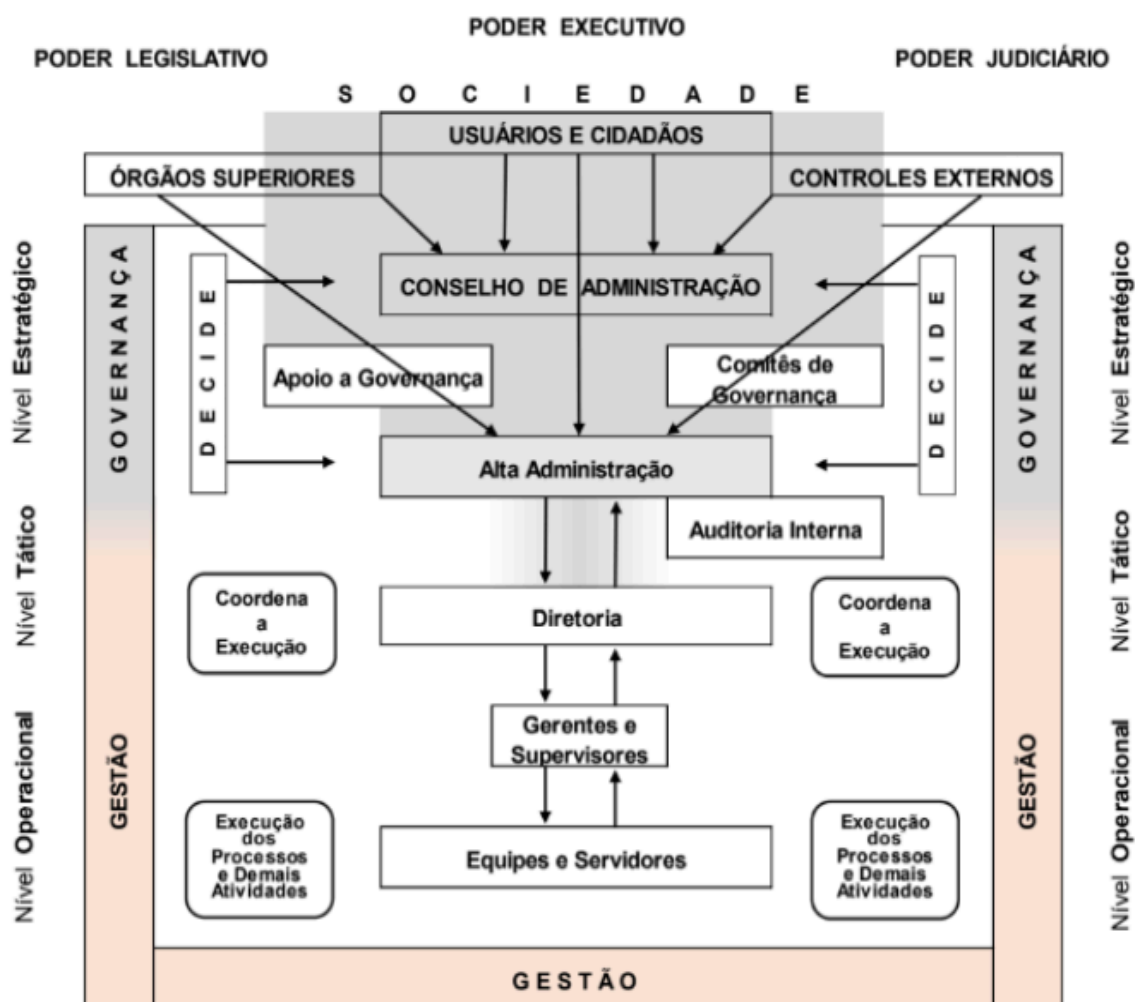 PODER EXECUTIVO
PODER LEGISLATIVO
PODER JUDICIÁRIO
S O C I E D A D E
USUÁRIOS E CIDADÃOS
ÓRGÃOS SUPERIORES
CONTROLES EXTERNOS
Nível Estratégico
GOVERNANÇA
DECIDE
CONSELHO DE ADMINISTRAÇÃO
DECIDE
GOVERNANÇA
Nível Estratégico
Apoio a Governança
Comitês de
Governança
Alta Administração
Auditoria Interna
Nível Tático
Coordena
a
Execução
Diretoria
Coordena
a
Execução
Nível Tático
Nível Operacional
GESTÃO
Gerentes e
Supervisores
GESTÃO
Nível Operacional
Execução
dos
Processos
e Demais
Atividades
Equipes e Servidores
Execução
dos
Processos
e Demais
Atividades
GESTÃO